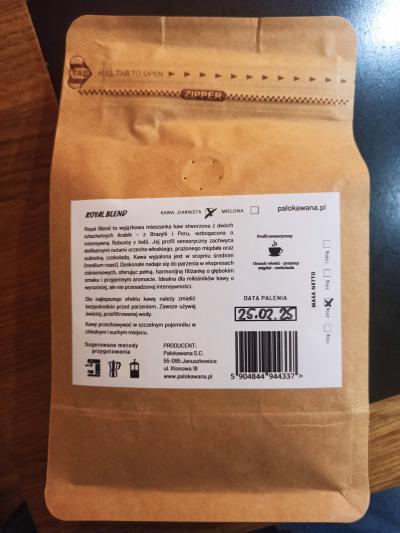 TAB
PULL TAB TO OPEN
ZIPPER
ROYAL BLEND
KAWA: ZIARNISTA
MIELONA
palokawana.pl
Royal Blend to wyjątkowa mieszanka kaw stworzona z dwóch
szlachetnych Arabik - z Brazylii i Peru, wzbogacona o
intensywną Robustę z Indii. Jej profil sensoryczny zachwyca
delikatnymi nutami orzecha włoskiego, prażonego migdała oraz
subtelną czekoladą. Kawa wypalona jest w stopniu średnim
(medium roast). Doskonale nadaje się do parzenia w ekspresach
ciśnieniowych, oferując pełną, harmonijną filiżankę o głębokim
smaku i przyjemnym aromacie. Idealna dla miłośników kawy o
wyrazistej, ale nie przesadzonej intensywności.
Dla najlepszego efektu kawę należy zmielić
bezpośrednio przed parzeniem. Zawsze używaj
świeżej, przefiltrowanej wody.
Kawę przechowywać w szczelnym pojemniku w
chłodnym i suchym miejscu.
Sugerowane metody
przygotowania
PRODUCENT:
Palokawana S.C.
55-095 Januszkowice
ul. Klonowa 18
www.palokawana.pl
Profil sensoryczny
Orzech włoski - prażony
migdał - czekolada
MASA NETTO
DATA PALENIA
25.02.25
5 904844 944337 >